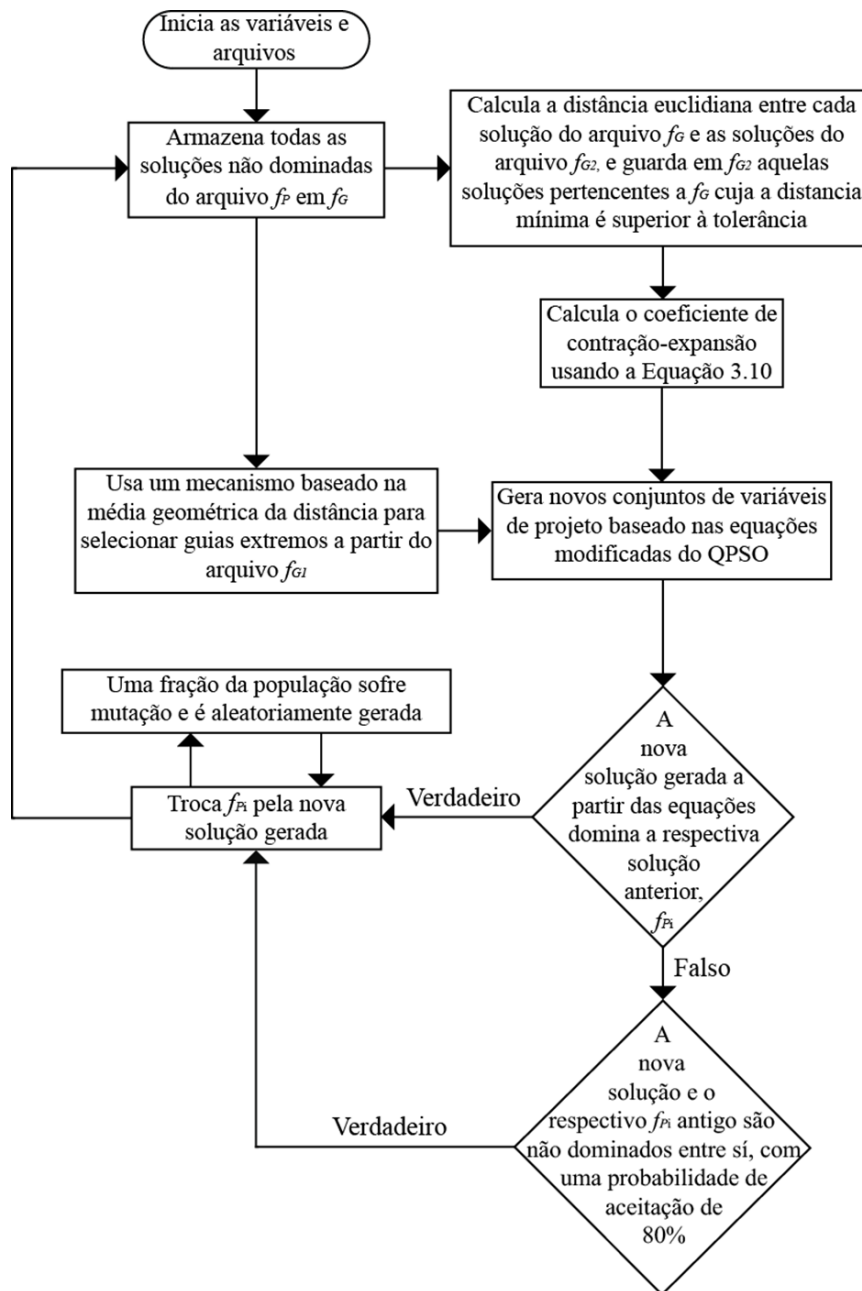 Inicia as variáveis e
arquivos
Armazena todas as
soluções não dominadas
do arquivo fP em fG
Calcula a distância euclidiana entre cada
solução do arquivo fG e as soluções do
arquivo fG2, e guarda em fG2 aquelas
soluções pertencentes a fG cuja a distancia
mínima é superior à tolerância
Calcula o coeficiente de
contração-expansão
usando a Equação 3.10
Usa um mecanismo baseado na
média geométrica da distância para
selecionar guias extremos a partir do
arquivo fG1
Gera novos conjuntos de variáveis
de projeto baseado nas equações
modificadas do QPSO
Uma fração da população sofre
mutação e é aleatoriamente gerada
Troca fPi pela nova
solução gerada
Verdadeiro
A
nova
solução gerada a
partir das equações
domina a respectiva
solução
anterior,
fPi
Falso
Verdadeiro
A
nova
solução e o
respectivo fPi antigo são
não dominados entre sí, com
uma probabilidade de
aceitação de
80%